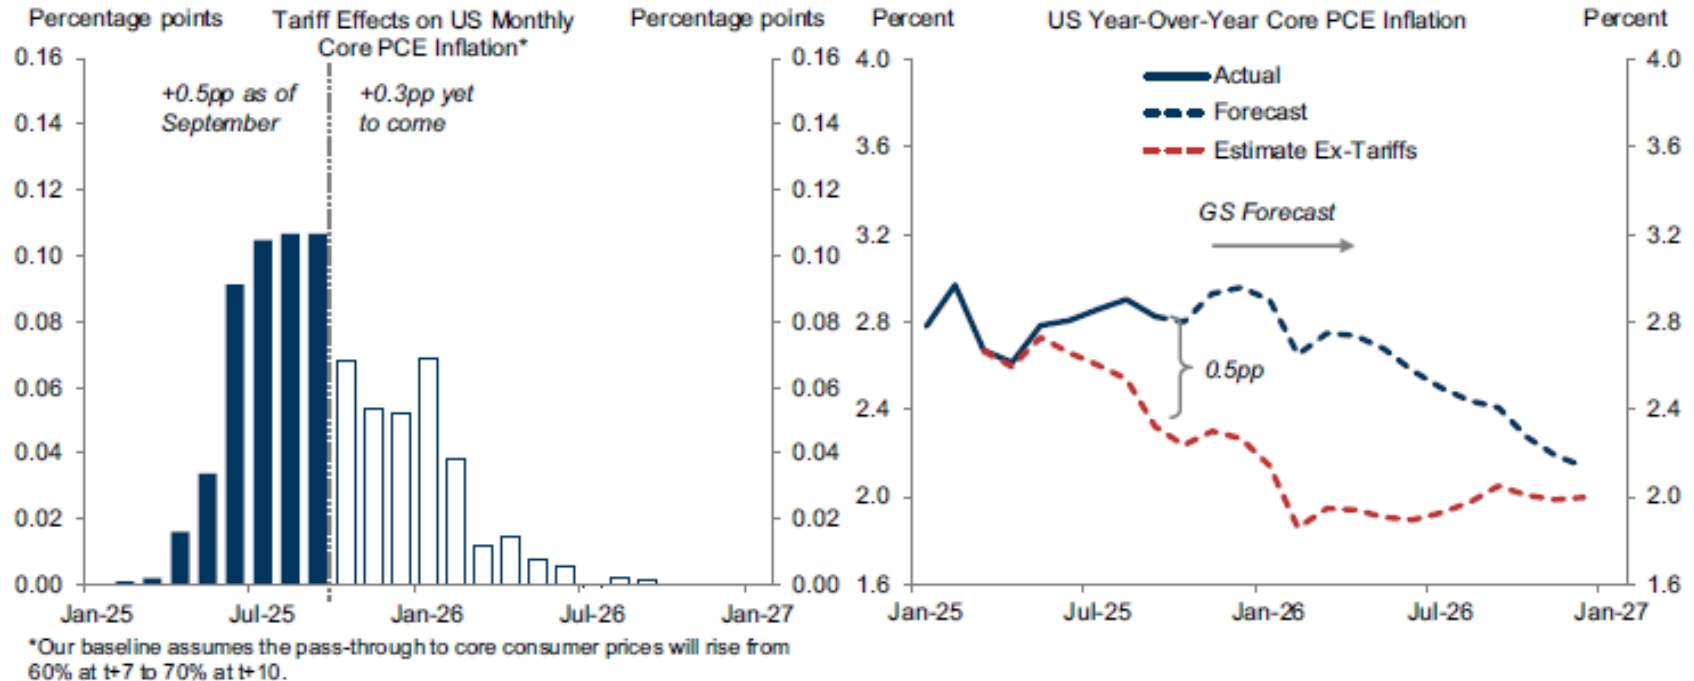 Percentage points
Tariff Effects on US Monthly
Core PCE Inflation*
Percentage points
0.16
0.14
0.12
0.10
0.08
0.06
0.04
0.02
0.00
+0.5pp as of
September
+0.3pp yet
to come
0.16
0.14
0.12
0.10
0.08
0.06
0.04
0.02
0.00
Jan-25
Jul-25
Jan-26
Jul-26
Jan-27
*Our baseline assumes the pass-through to core consumer prices will rise from
60% at t+7 to 70% at t+10.
Percent
US Year-Over-Year Core PCE Inflation
Percent
4.0
3.6
3.2
2.8
2.4
2.0
1.6
Actual
Forecast
Estimate Ex-Tariffs
GS Forecast
0.5pp
4.0
3.6
3.2
2.8
2.4
2.0
1.6
Jan-25
Jul-25
Jan-26
Jul-26
Jan-27